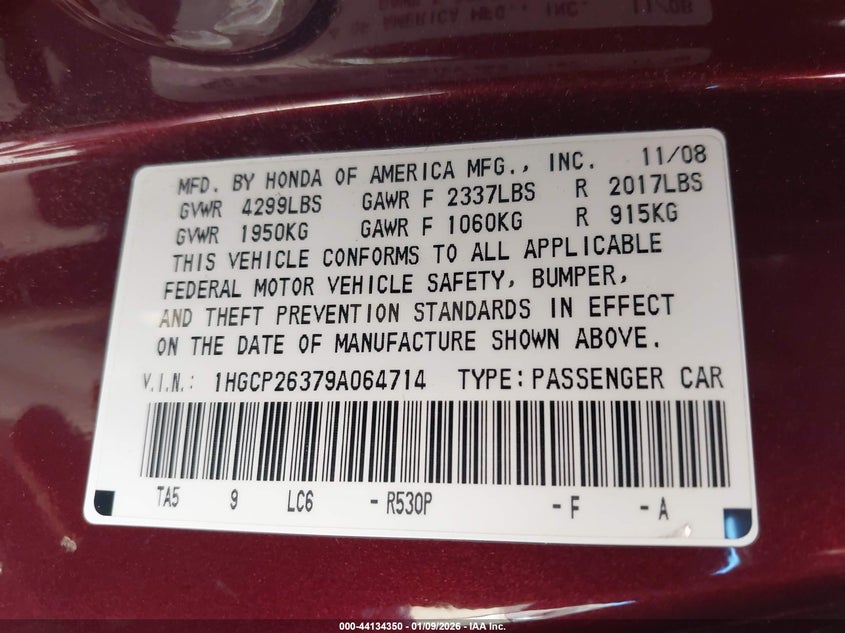 MFD. BY HONDA OF AMERICA MFG., INC. 11/08
GVWR 4299LBS GAWR F 2337LBS R 2017LBS
GVWR 1950KG GAWR F 1060KG R 915KG
THIS VEHICLE CONFORMS TO ALL APPLICABLE
FEDERAL MOTOR VEHICLE SAFETY, BUMPER,
AND THEFT PREVENTION STANDARDS IN EFFECT
ON THE DATE OF MANUFACTURE SHOWN ABOVE.
V.I.N.: 1HGCP26379A064714 TYPE: PASSENGER CAR
TA5 9 LC6 - R530P - F - A
000-44134350 - 01/09/2026 - IAA Inc.